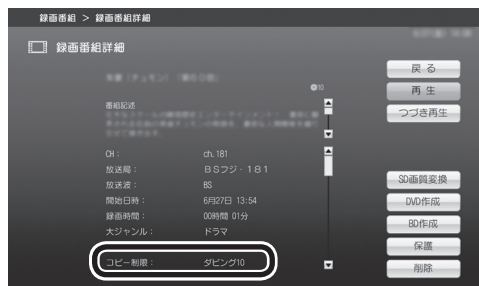 録画番組 > 録画番組詳細
録画番組詳細
10
番組記述
CH： ch. 181
放送局： BSフジ・181
放送波： BS
開始日時： 6月27日 13:54
録画時間： 00時間 01分
大ジャンル： ドラマ
コピー制限： ダビング10
戻る
再生
つづき再生
SD画質変換
DVD作成
BD作成
保護
削除